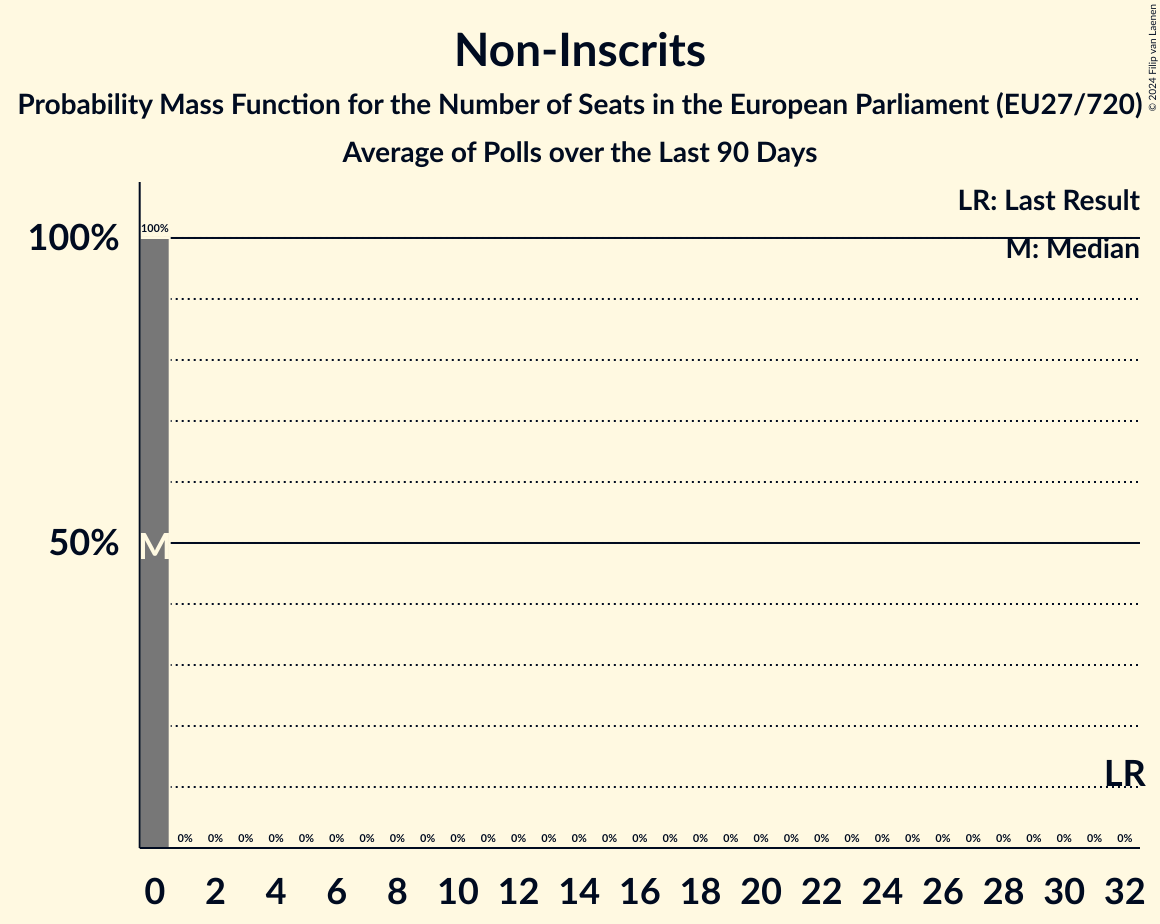 Non-Inscrits
Probability Mass Function for the Number of Seats in the European Parliament (EU27/720)
Average of Polls over the Last 90 Days
© 2024 Filip van Laenen
LR: Last Result
M: Median
100%
100%
50%
M
LR
0% 0% 0% 0% 0% 0% 0% 0% 0% 0% 0% 0% 0% 0% 0% 0% 0% 0% 0% 0% 0% 0% 0% 0% 0% 0% 0% 0% 0% 0% 0% 0%
0 2 4 6 8 10 12 14 16 18 20 22 24 26 28 30 32